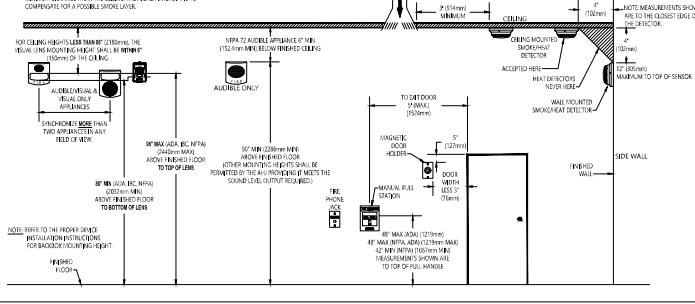 COMPENSATE FOR A POSSIBLE SMOKE LAYER.
3' (914mm)
MINIMUM
CEILING
4"
(102mm)
NOTE: MEASUREMENTS SHOWN
ARE TO THE CLOSEST EDGE OF
THE DETECTOR.
FOR CEILING HEIGHTS LESS THAN 86" (2180mm), THE
VISUAL LENS MOUNTING HEIGHT SHALL BE WITHIN 6"
(150mm) OF THE CEILING.
NFPA 72 AUDIBLE APPLIANCE 6" MIN
(152.4mm MIN) BELOW FINISHED CEILING
CEILING MOUNTED
SMOKE/HEAT
DETECTOR
ACCEPTED HERE
HEAT DETECTORS
NEVER HERE
4"
(102mm)
12" (305mm)
MAXIMUM TO TOP OF SENSOR
WALL MOUNTED
SMOKE/HEAT DETECTOR
FIRE
AUDIBLE ONLY
AUDIBLE/VISUAL &
VISUAL ONLY
APPLIANCES
SYNCHRONIZE MORE THAN
TWO APPLIANCES IN ANY
FIELD OF VIEW.
TO EXIT DOOR
5' (MAX.)
(1524mm)
96" MAX (ADA, IBC, NFPA)
(2440mm MAX)
ABOVE FINISHED FLOOR
TO TOP OF LENS
90" MIN (2286mm MIN)
ABOVE FINISHED FLOOR
(OTHER MOUNTING HEIGHTS SHALL BE
PERMITTED BY THE AHJ PROVIDING IT MEETS THE
SOUND LEVEL OUTPUT REQUIRED.)
MAGNETIC
DOOR
HOLDER
5"
(127mm)
DOOR
WIDTH
LESS 3"
(76mm)
FINISHED
WALL
SIDE WALL
80" MIN (ADA, IBC, NFPA)
(2032mm MIN)
ABOVE FINISHED FLOOR
TO BOTTOM OF LENS
FIRE
PHONE
JACK
MANUAL PULL
STATION
48" MAX (ADA) (1219mm)
48" MAX (NFPA, ADA) (1219mm MAX)
42" MIN (NFPA) (1067mm MIN)
MEASUREMENTS SHOWN ARE
TO TOP OF PULL HANDLE
NOTE: REFER TO THE PROPER DEVICE
INSTALLATION INSTRUCTIONS
FOR BACKBOX MOUNTING HEIGHT.
FINISHED
FLOOR